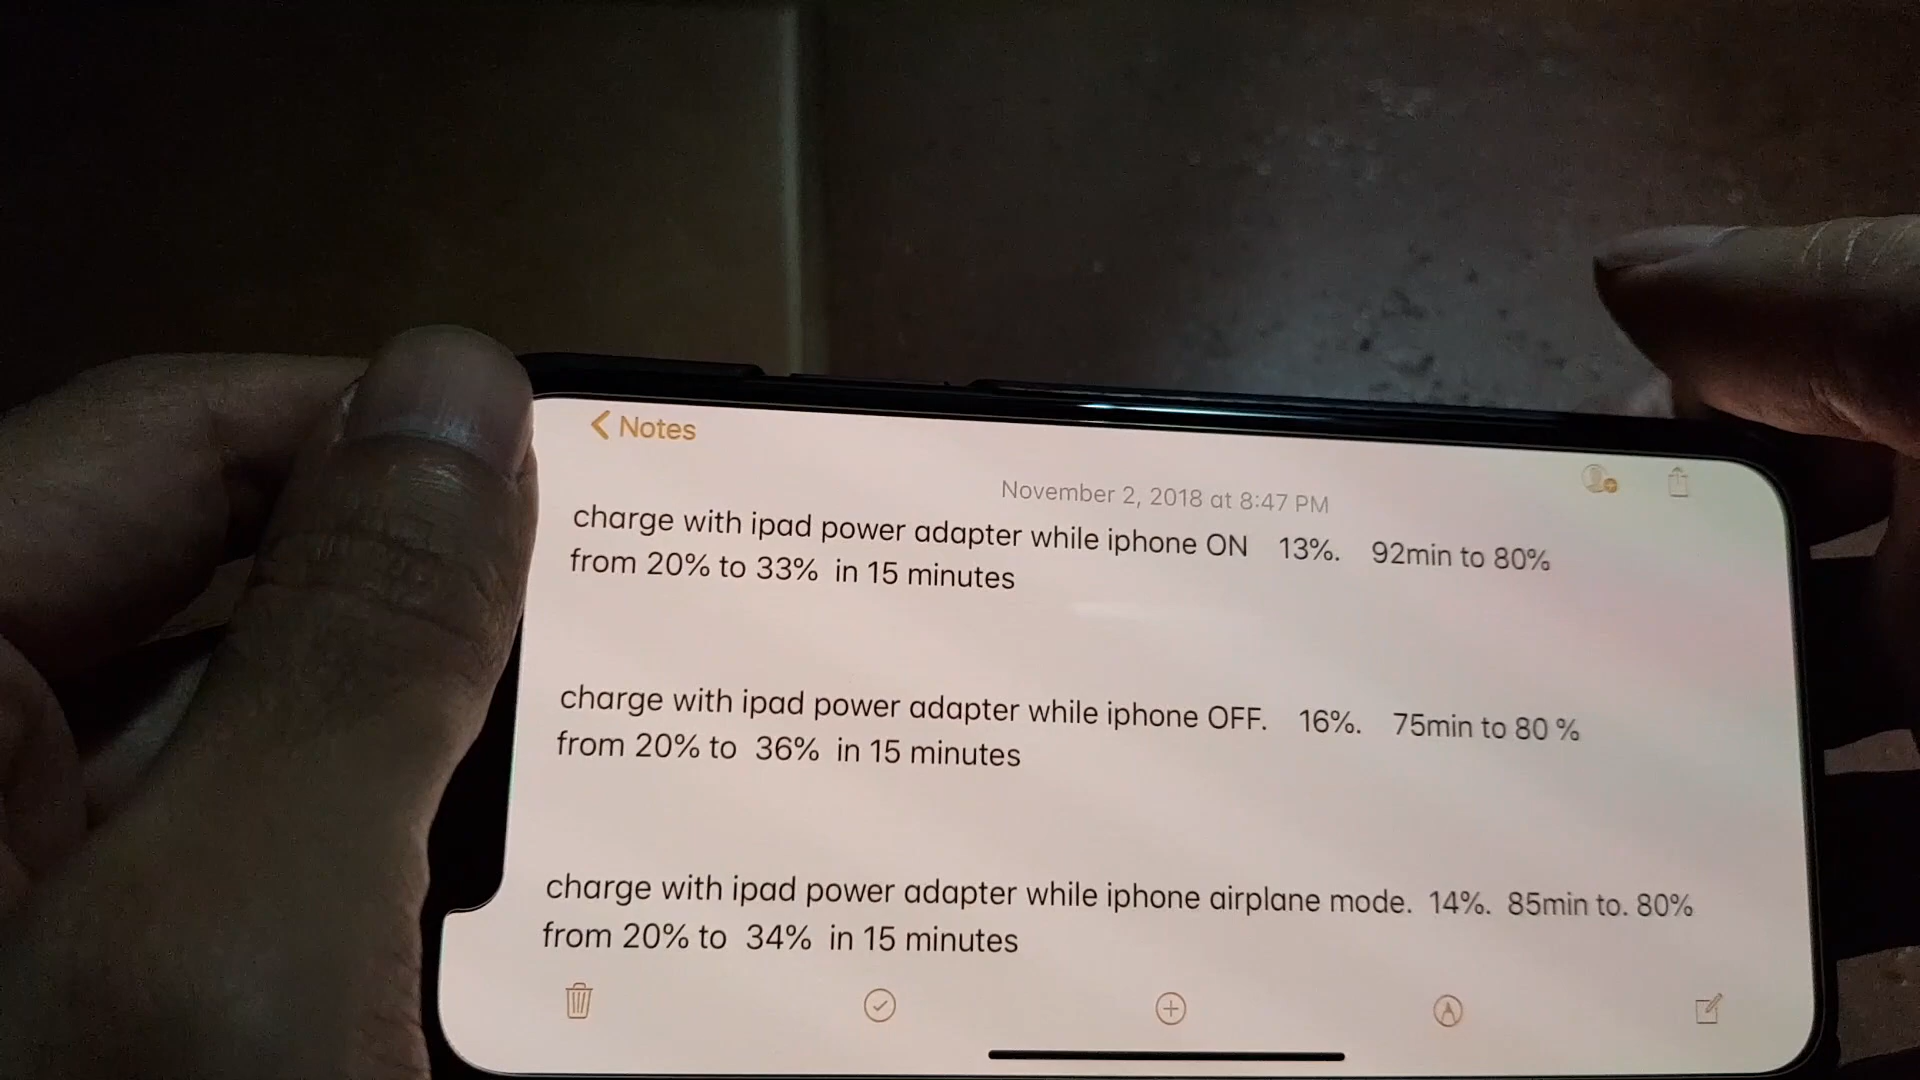 Notes
November 2, 2018 at 8:47 PM
charge with ipad power adapter while iphone ON 13%. 92min to 80%
from 20% to 33% in 15 minutes
charge with ipad power adapter while iphone OFF. 16%. 75min to 80 %
from 20% to 36% in 15 minutes
charge with ipad power adapter while iphone airplane mode. 14%. 85min to. 80%
from 20% to 34% in 15 minutes